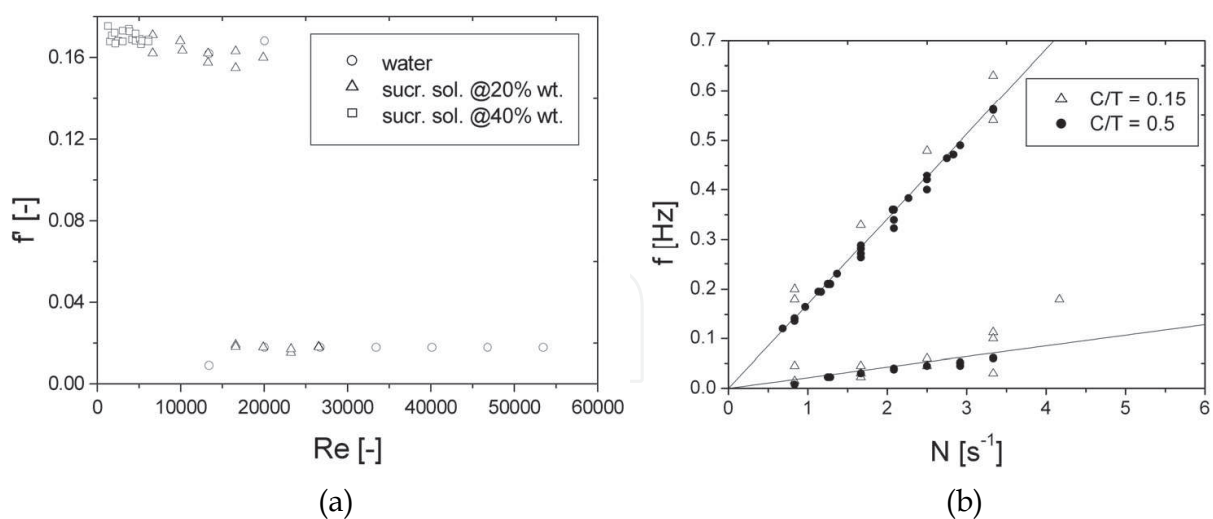 0.16
0.12
0.08
0.04
0.00
f' [-]
0
10000
20000
30000
40000
50000
60000
Re [-]
water
sucr. sol. @20% wt.
sucr. sol. @40% wt.
(a)
0.7
0.6
0.5
0.4
0.3
0.2
0.1
0.0
f [Hz]
0
1
2
3
4
5
6
N [s⁻¹]
C/T = 0.15
C/T = 0.5
(b)